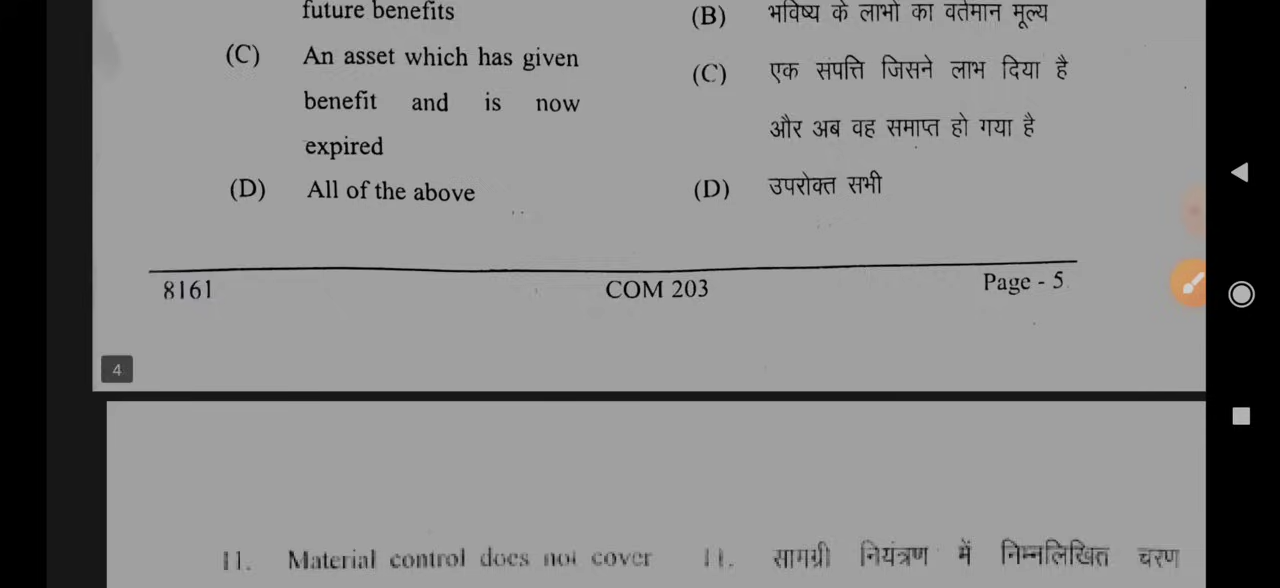 future benefits
(C) An asset which has given
benefit and is now
expired
(D) All of the above
(B) भविष्य के लाभों का वर्तमान मूल्य
(C) एक संपत्ति जिसने लाभ दिया है
और अब वह समाप्त हो गया है
(D) उपरोक्त सभी
8161 COM 203 Page - 5
4
11. Material control does not cover
11. सामग्री नियंत्रण में निम्नलिखित चरण